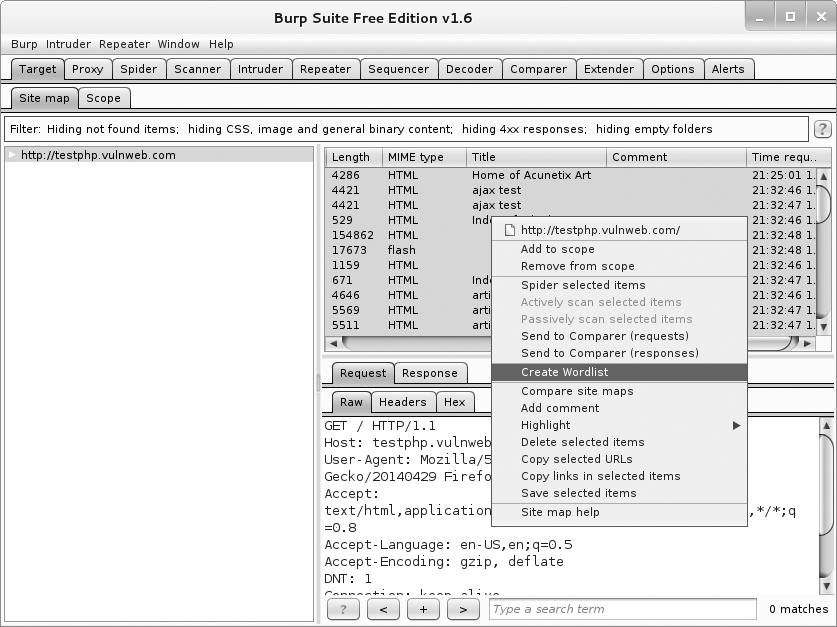 Burp Suite Free Edition v1.6
Burp Intruder Repeater Window Help
Target Proxy Spider Scanner Intruder Repeater Sequencer Decoder Comparer Extender Options Alerts
Site map Scope
Filter: Hiding not found items; hiding CSS, image and general binary content; hiding 4xx responses; hiding empty folders ?
http://testphp.vulnweb.com
Length MIME type Title Comment Time requ..
4286 HTML Home of Acunetix Art 21:25:01 1.
4421 HTML ajax test 21:32:46 1.
4421 HTML ajax test 21:32:47 1.
529 HTML 21:32:46 1.
154862 HTML 21:32:48 1.
17673 flash 21:32:48 1.
1159 HTML 21:32:46 1.
671 HTML Inde 21:32:47 1.
4646 HTML arti 21:32:46 1.
5569 HTML arti 21:32:47 1.
5511 HTML arti 21:32:47 1.
http://testphp.vulnweb.com/
Add to scope
Remove from scope
Spider selected items
Actively scan selected items
Passively scan selected items
Send to Comparer (requests)
Send to Comparer (responses)
Create Wordlist
Compare site maps
Add comment
Highlight
Delete selected items
Copy selected URLs
Copy links in selected items
Save selected items
Site map help
Request Response
Raw Headers Hex
GET / HTTP/1.1
Host: testphp.vulnweb
User-Agent: Mozilla/5
Gecko/20140429 Firefo
Accept:
text/html,application ,*/*;q
=0.8
Accept-Language: en-US,en;q=0.5
Accept-Encoding: gzip, deflate
DNT: 1
Connection: keep-alive
? < + > Type a search term 0 matches